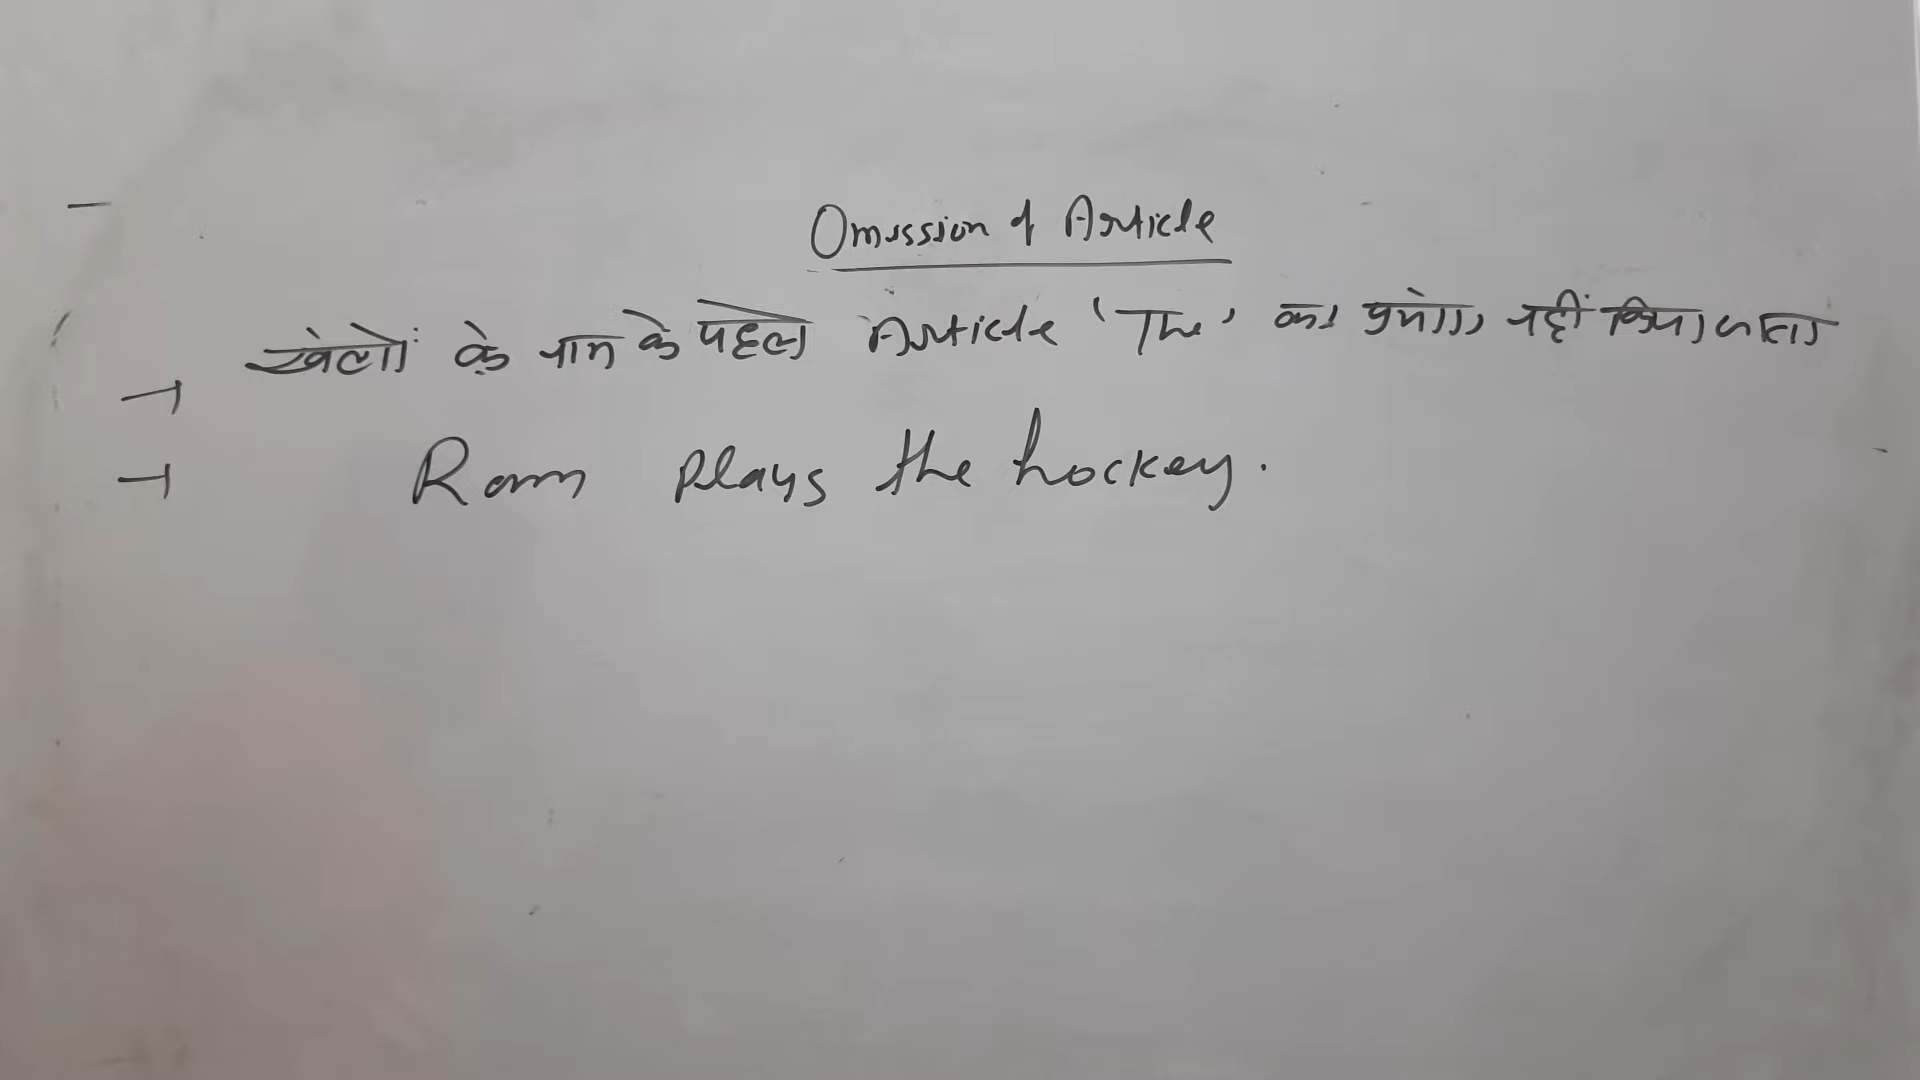 Omission of Article
खेलों के नाम के पहले Article 'The' का प्रयोग नहीं किया जाता
Ram plays the hockey.